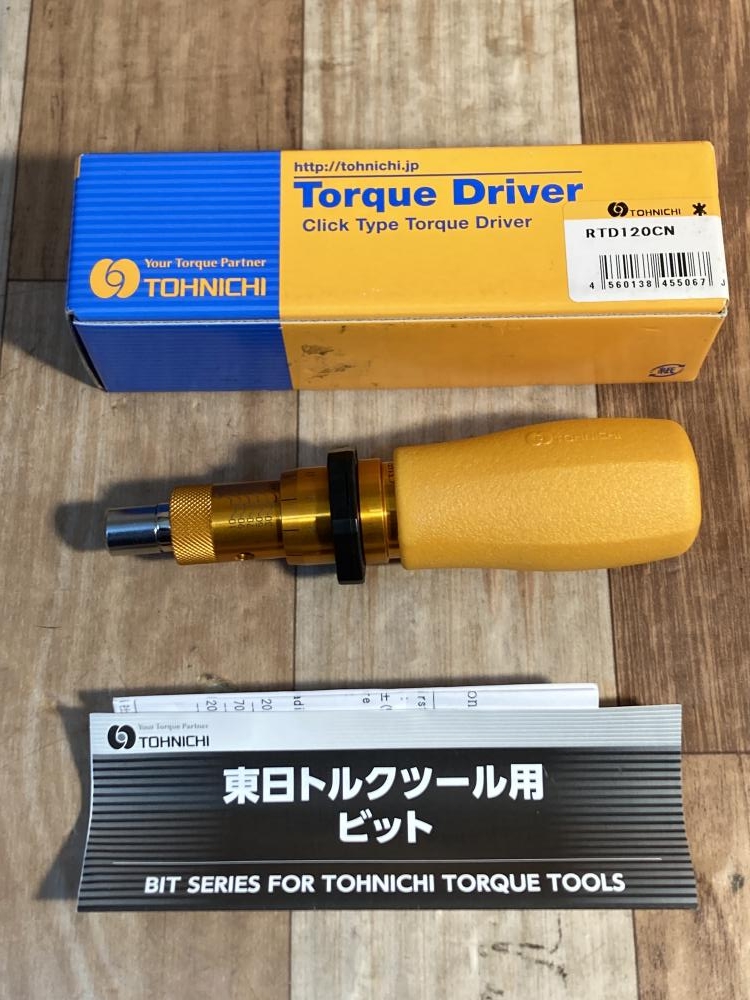 http://tohnichi.jp
Torque Driver
Click Type Torque Driver
TOHNICHI
RTD120CN
4 560138 455067
Your Torque Partner
TOHNICHI
紙
TOHNICHI
Your Torque Partner
TOHNICHI
東日トルクツール用
ビット
BIT SERIES FOR TOHNICHI TORQUE TOOLS